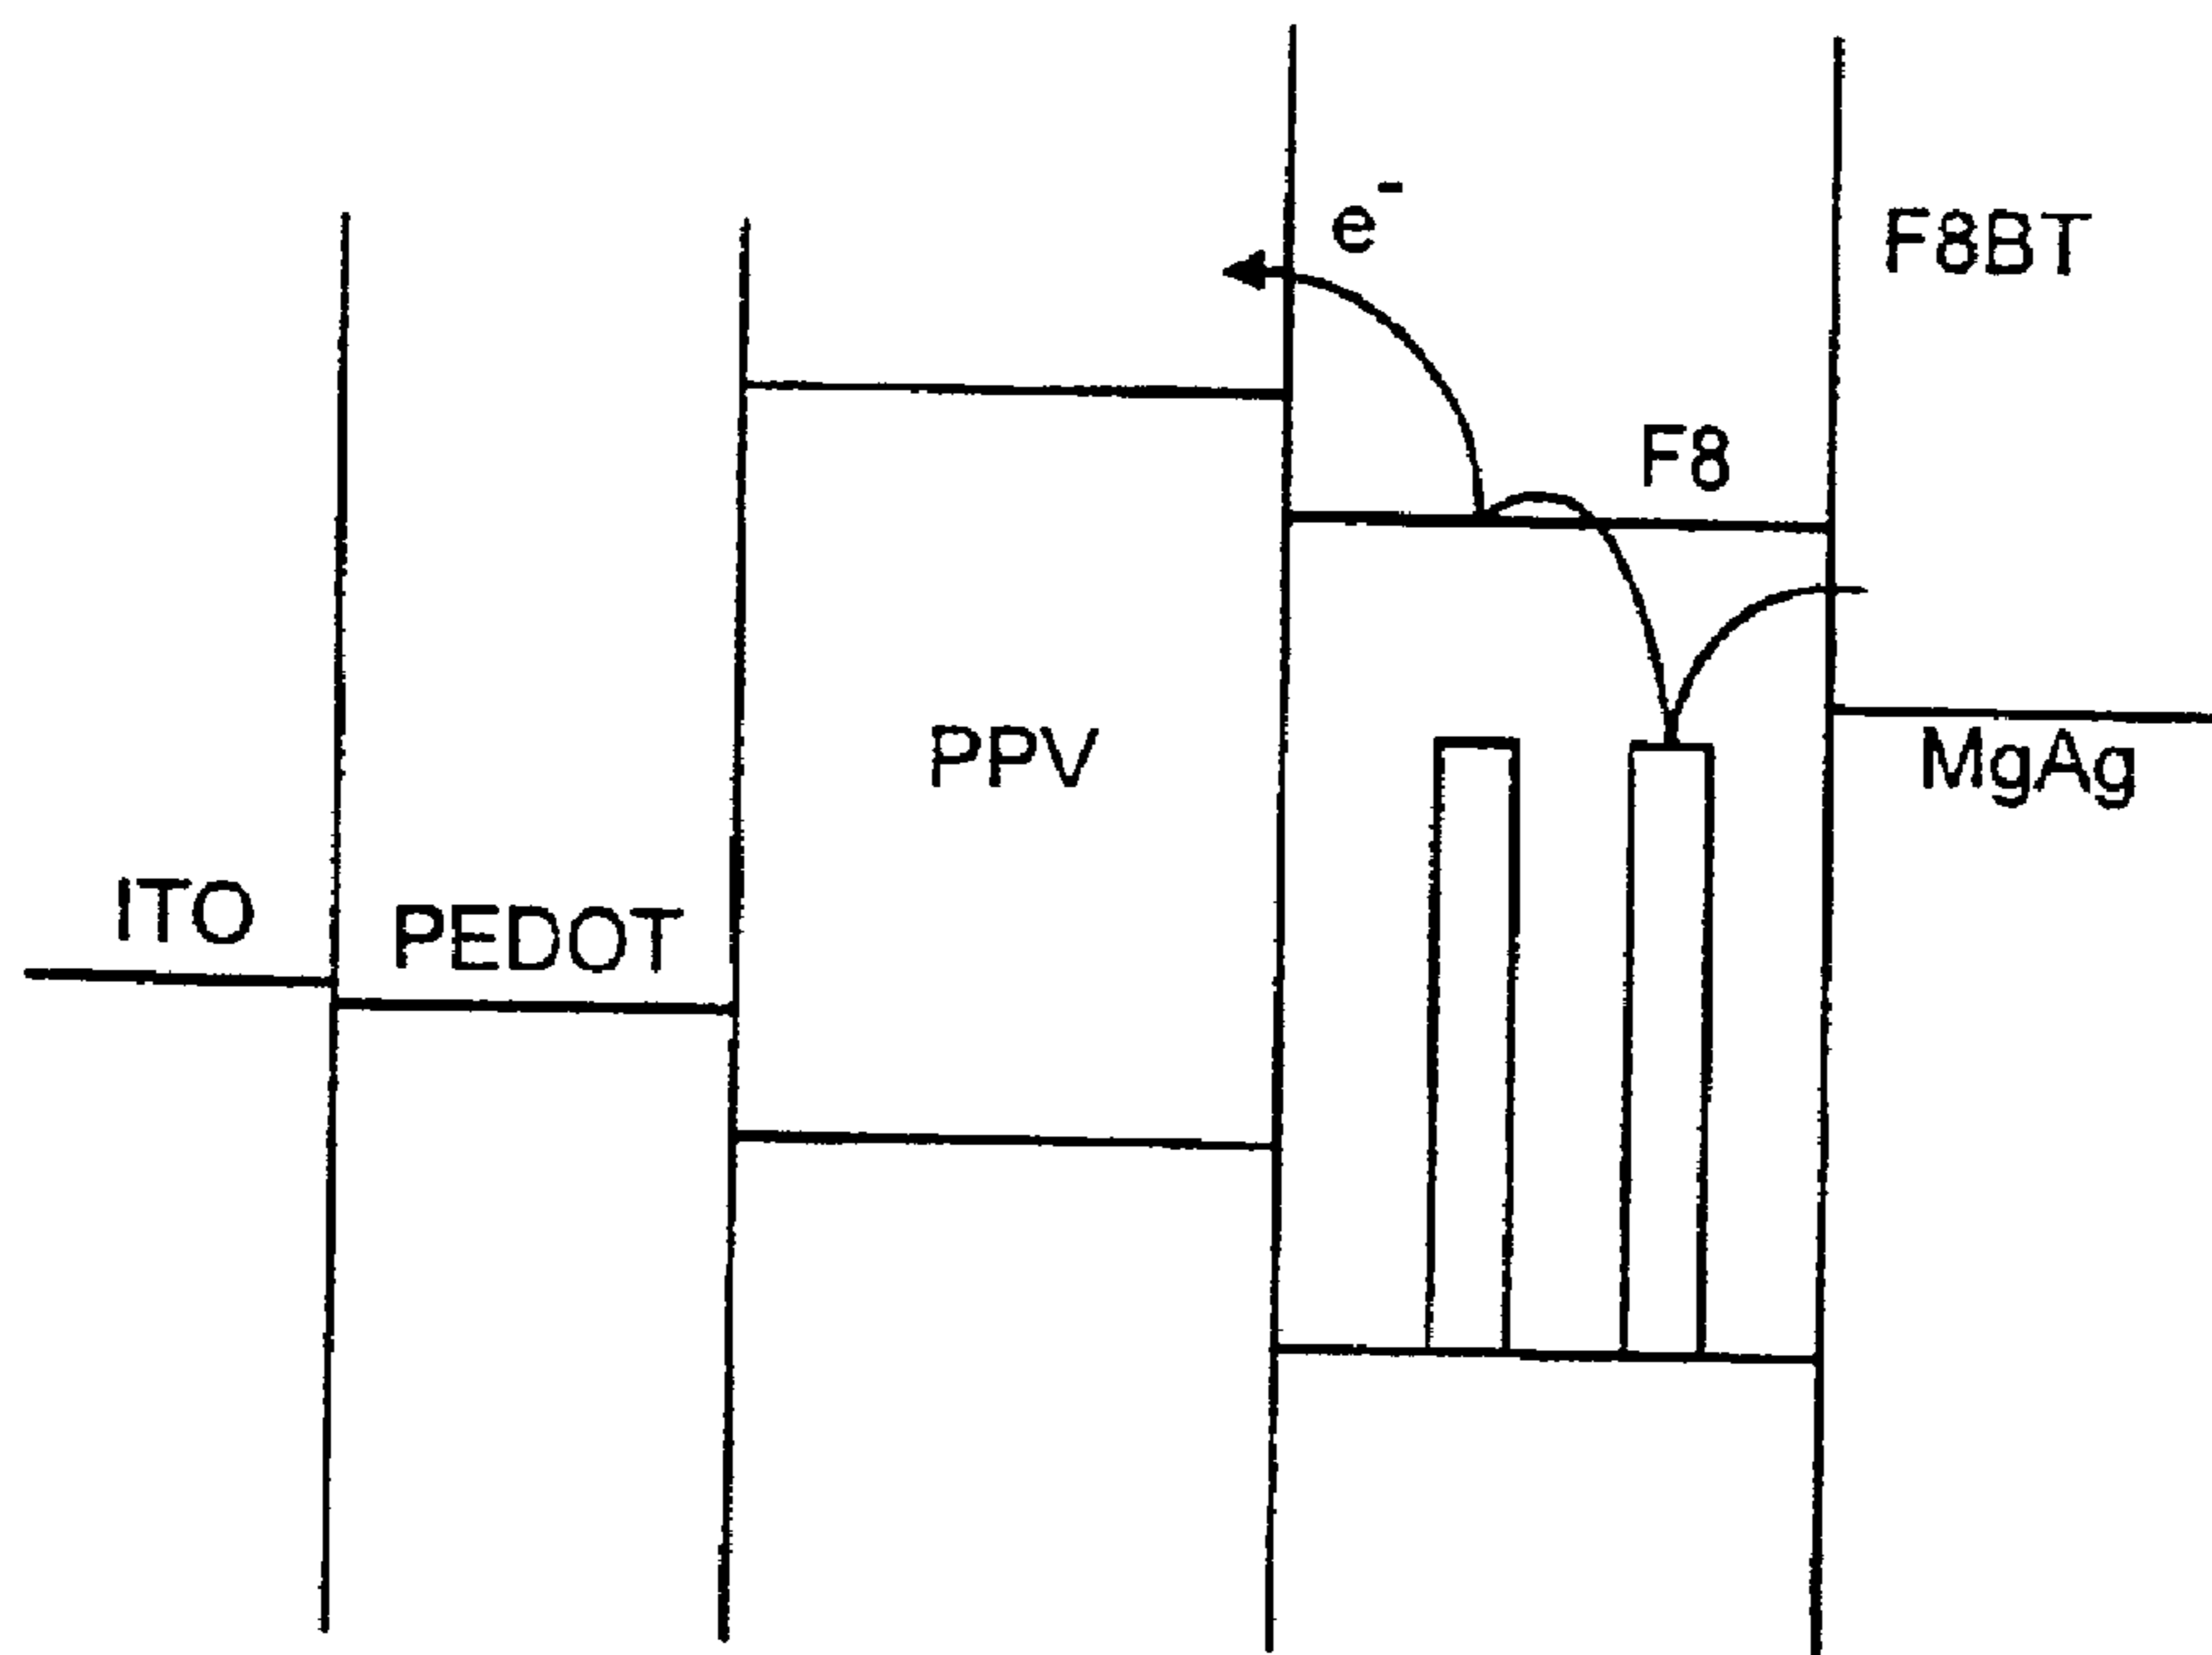 e⁻
F8BT
F8
PPV
MgAg
ITO
PEDOT